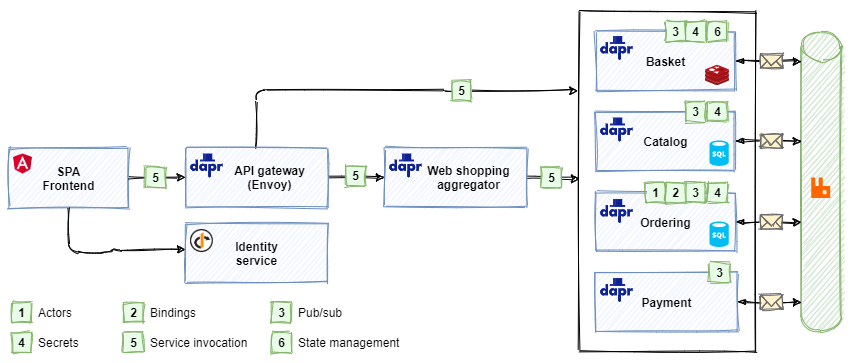 3 4 6
dapr
Basket
5
3 4
dapr
Catalog
SQL
A
SPA
Frontend
5
dapr
API gateway
(Envoy)
5
dapr
Web shopping
aggregator
5
1 2 3 4
dapr
Ordering
SQL
Identity
service
3
dapr
Payment
1 Actors
2 Bindings
3 Pub/sub
4 Secrets
5 Service invocation
6 State management